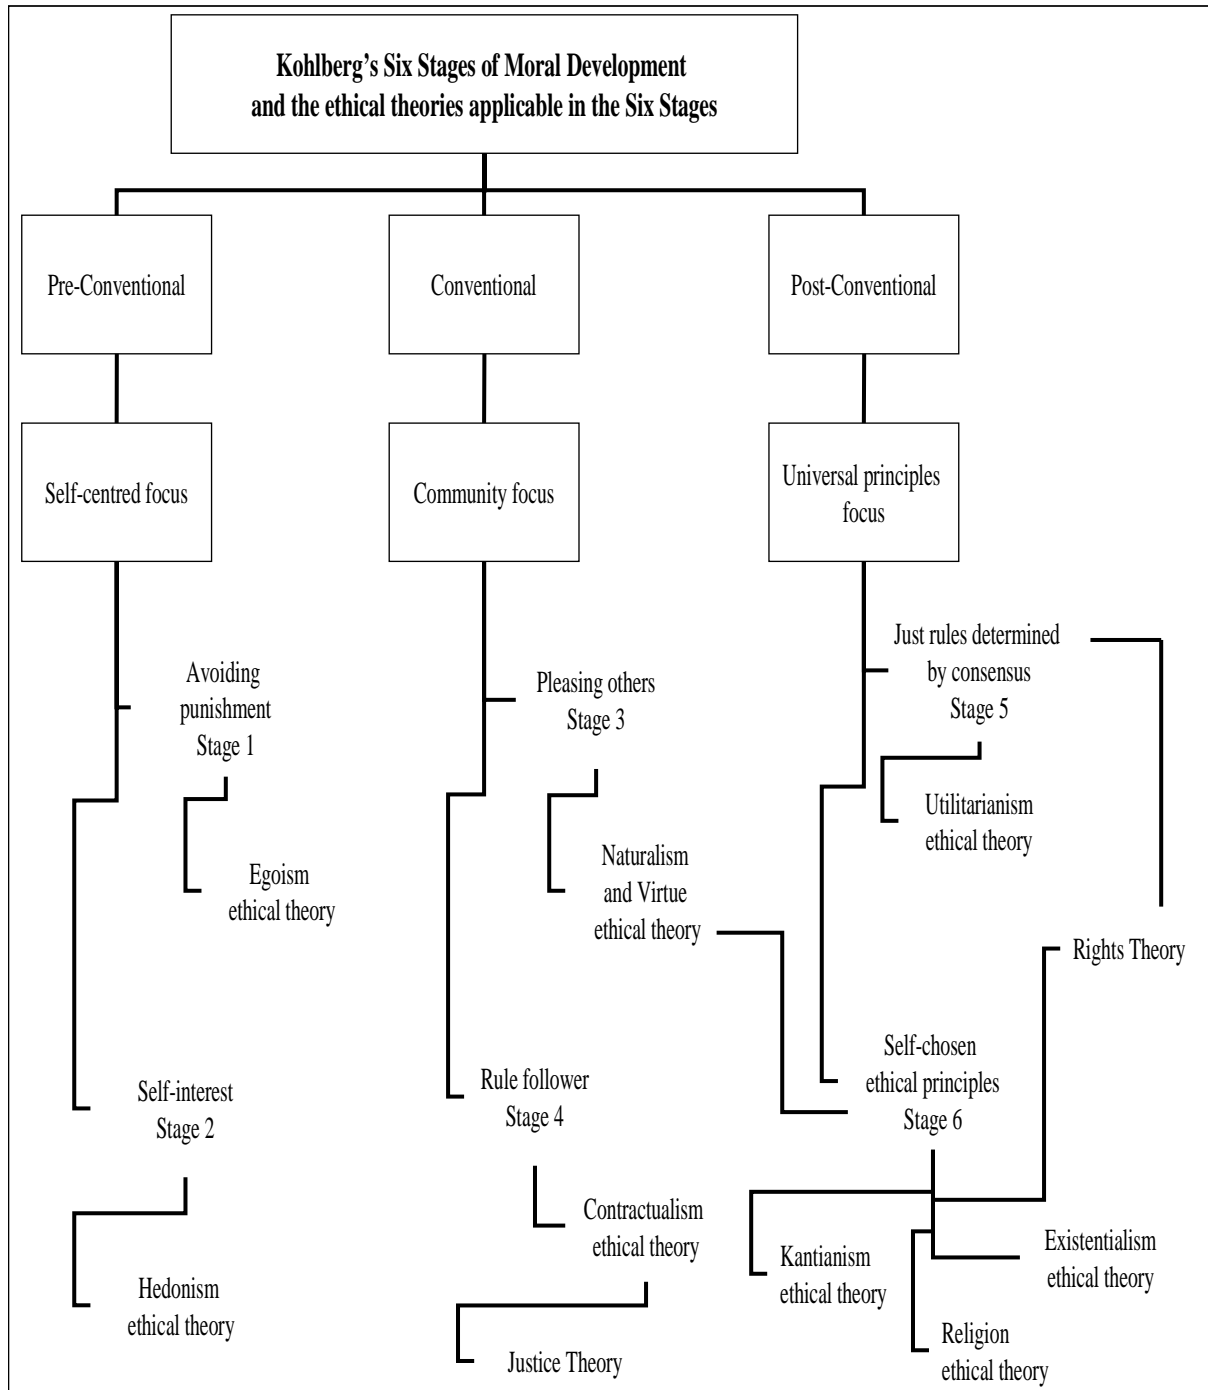 Kohlberg's Six Stages of Moral Development
and the ethical theories applicable in the Six Stages
Pre-Conventional
Conventional
Post-Conventional
Self-centred focus
Community focus
Universal principles
focus
Avoiding
punishment
Stage 1
Egoism
ethical theory
Self-interest
Stage 2
Hedonism
ethical theory
Pleasing others
Stage 3
Naturalism
and Virtue
ethical theory
Rule follower
Stage 4
Contractualism
ethical theory
Justice Theory
Just rules determined
by consensus
Stage 5
Utilitarianism
ethical theory
Rights Theory
Self-chosen
ethical principles
Stage 6
Kantianism
ethical theory
Existentialism
ethical theory
Religion
ethical theory